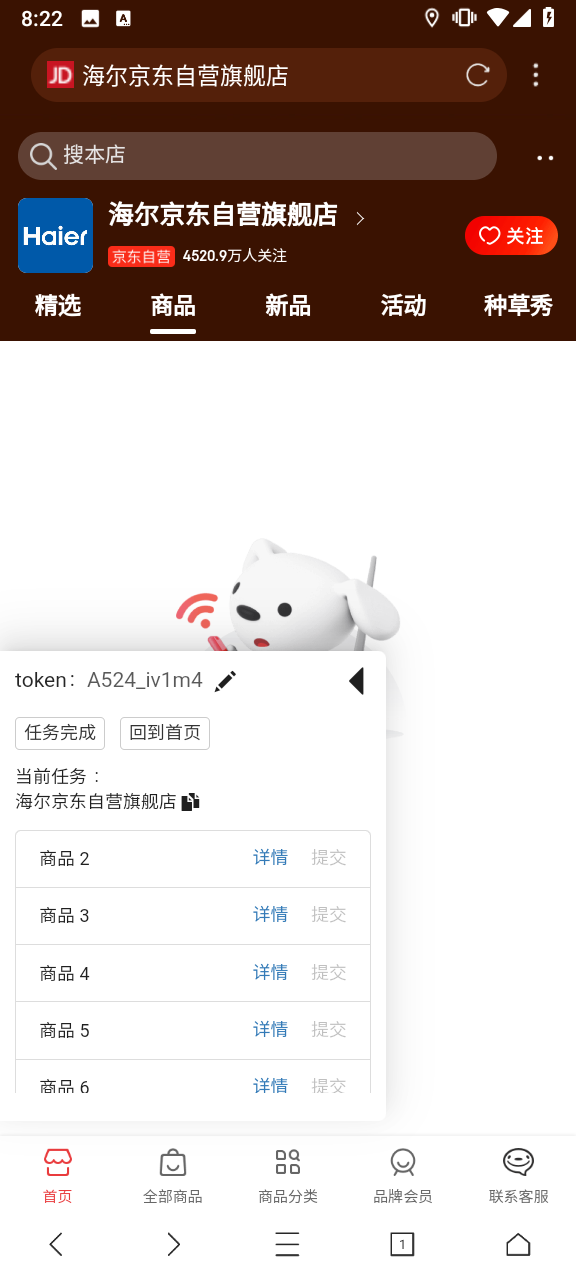 8:22
JD 海尔京东自营旗舰店
搜本店
Haier
海尔京东自营旗舰店
京东自营 4520.9万人关注
关注
精选 商品 新品 活动 种草秀
token: A524_iv1m4
任务完成 回到首页
当前任务：
海尔京东自营旗舰店
商品 2 详情 提交
商品 3 详情 提交
商品 4 详情 提交
商品 5 详情 提交
商品 6 详情 提交
首页 全部商品 商品分类 品牌会员 联系客服
1